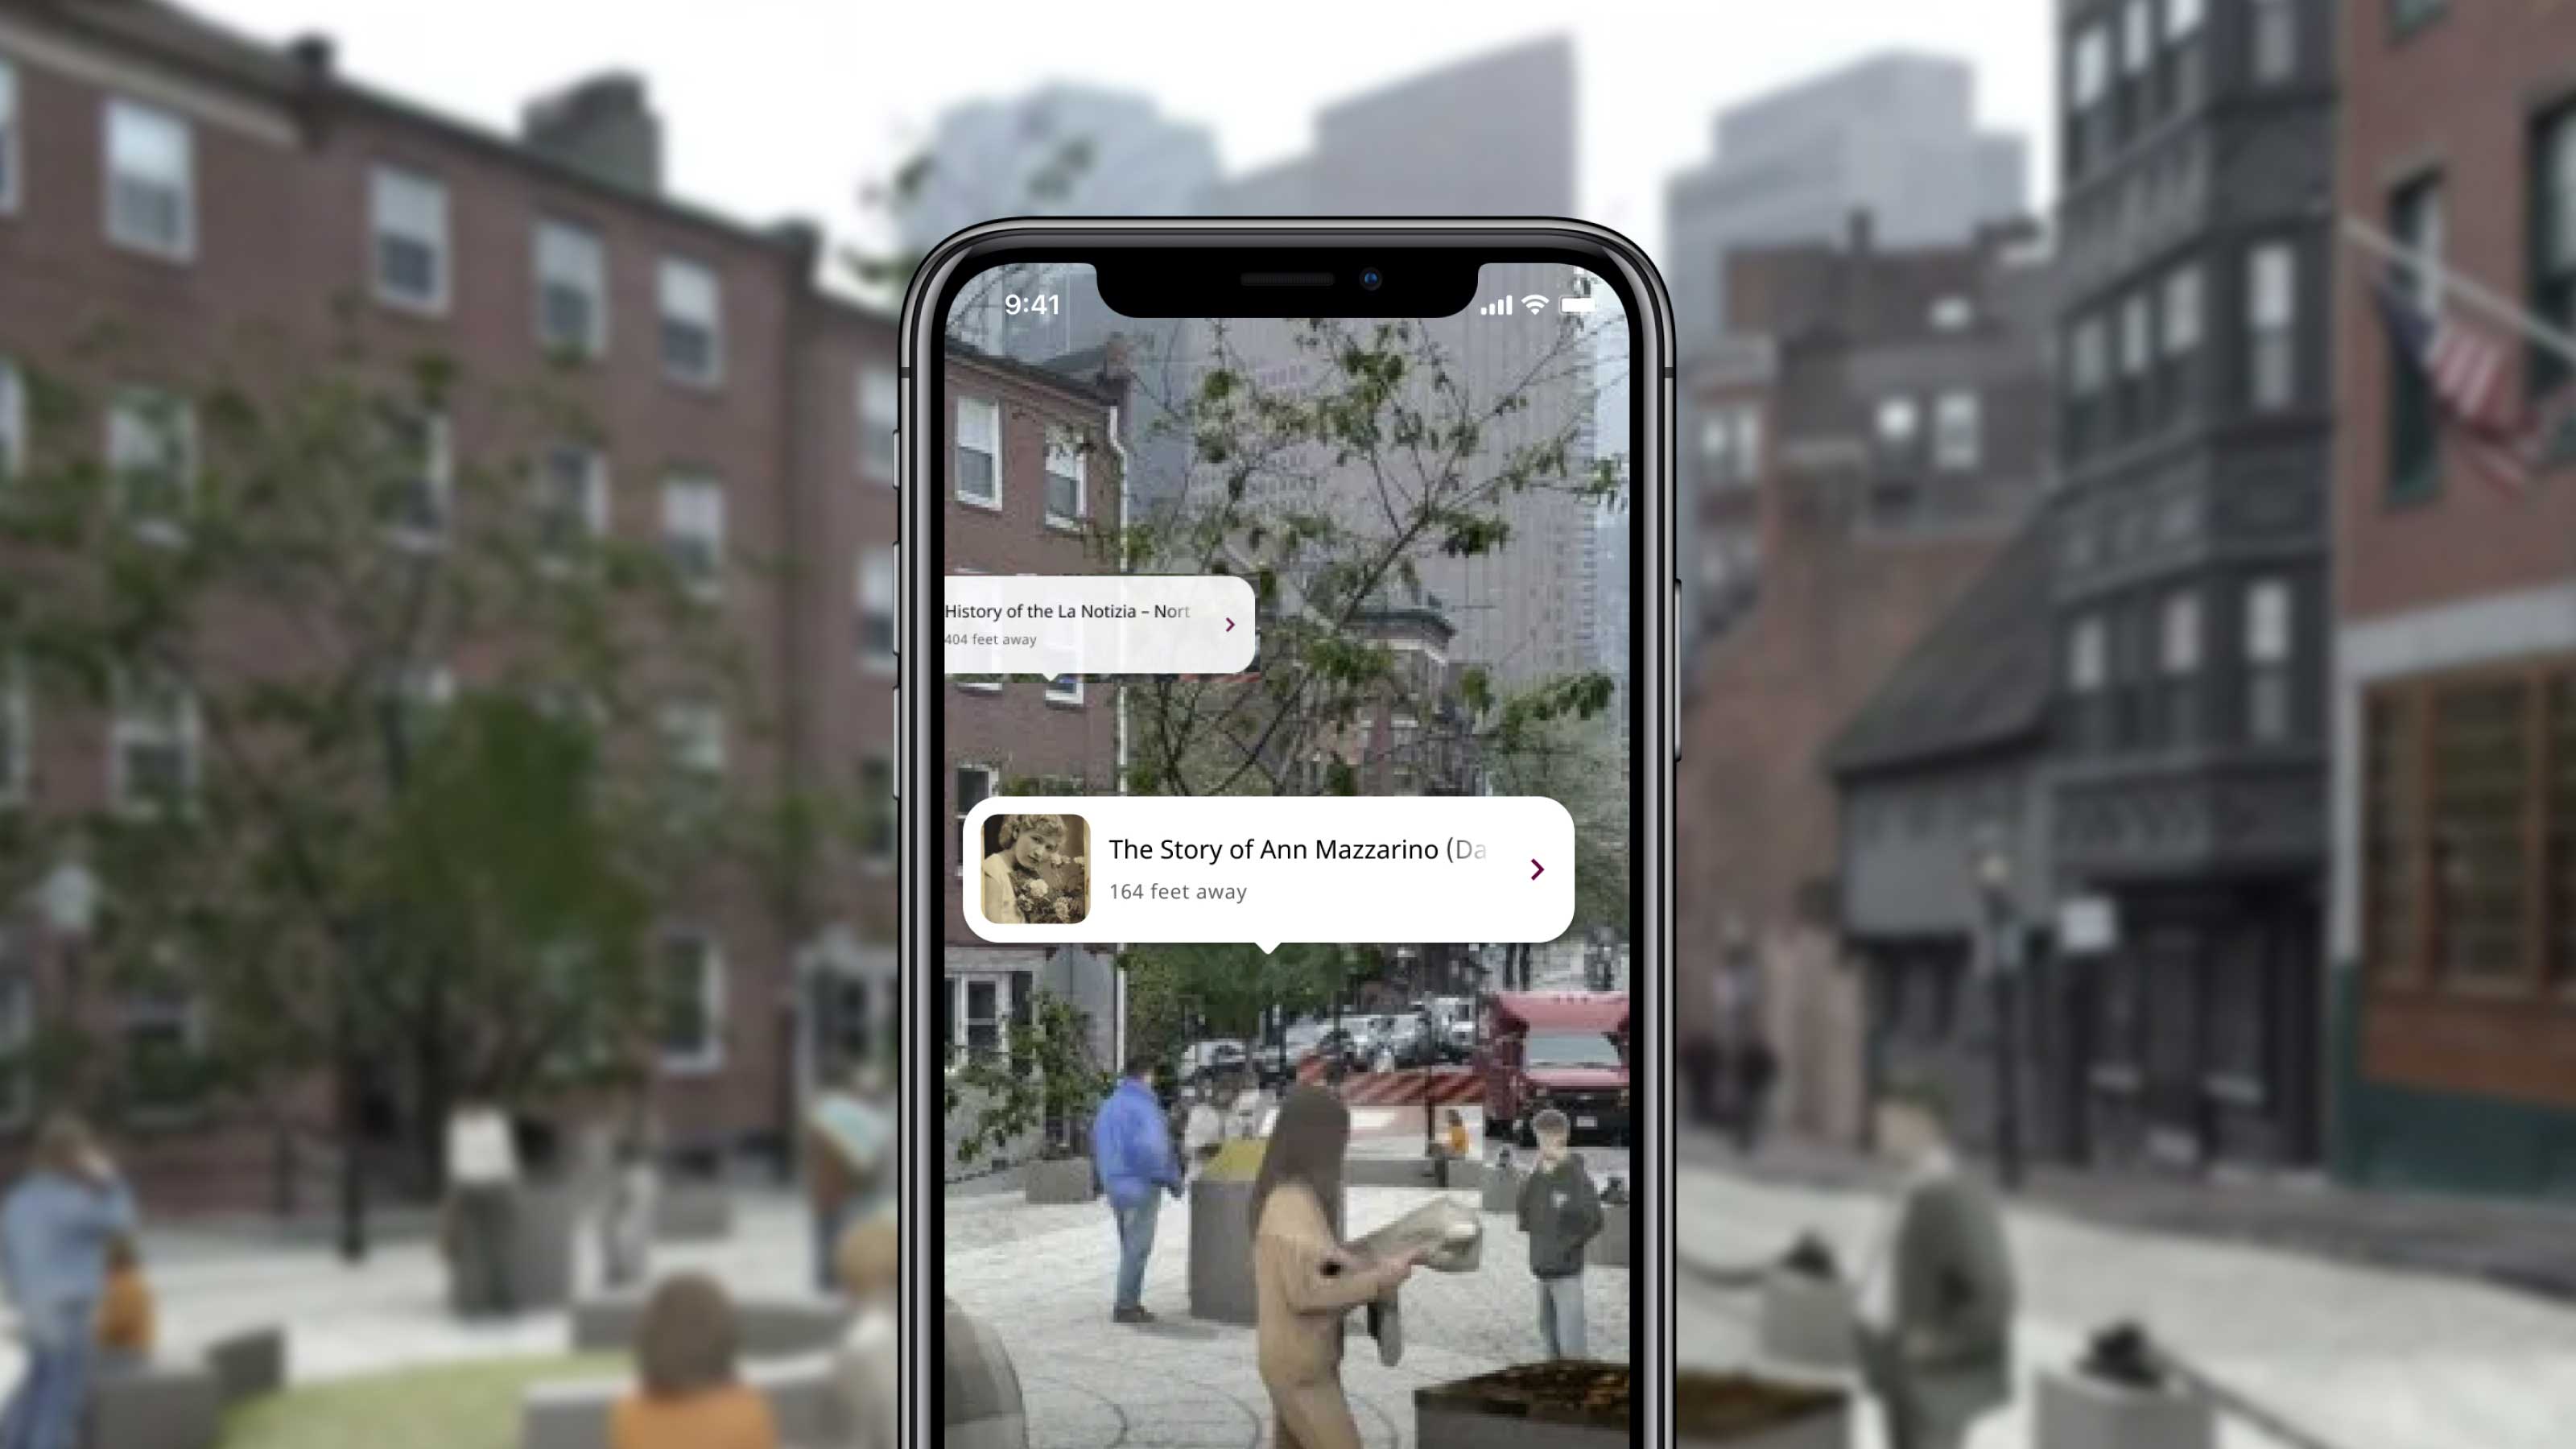 9:41
History of the La Notizia – Nort
404 feet away
The Story of Ann Mazzarino (Da
164 feet away